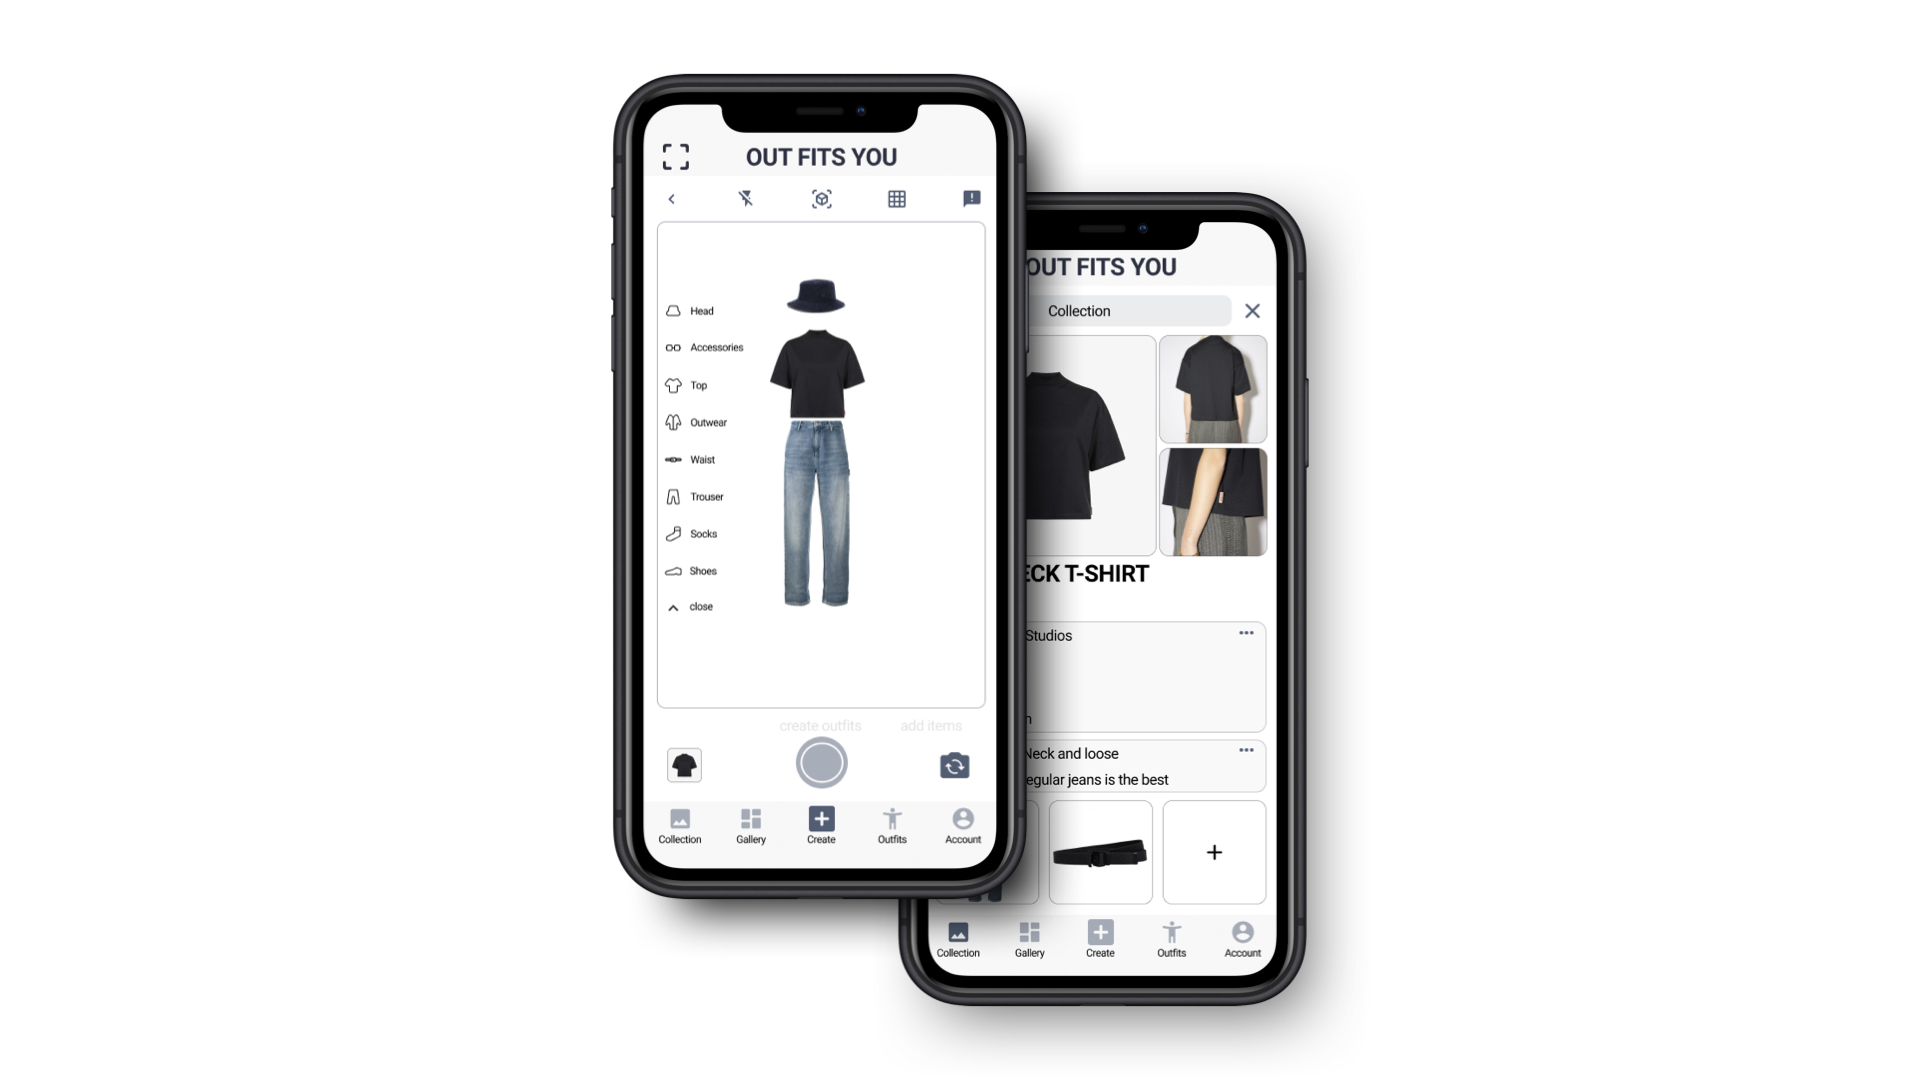 OUT FITS YOU
Head
Accessories
Top
Outwear
Waist
Trouser
Socks
Shoes
close
create outfits
add items
Collection
Gallery
Create
Outfits
Account
OUT FITS YOU
Collection
ECK T-SHIRT
Studios
n
Neck and loose
egular jeans is the best
Collection
Gallery
Create
Outfits
Account